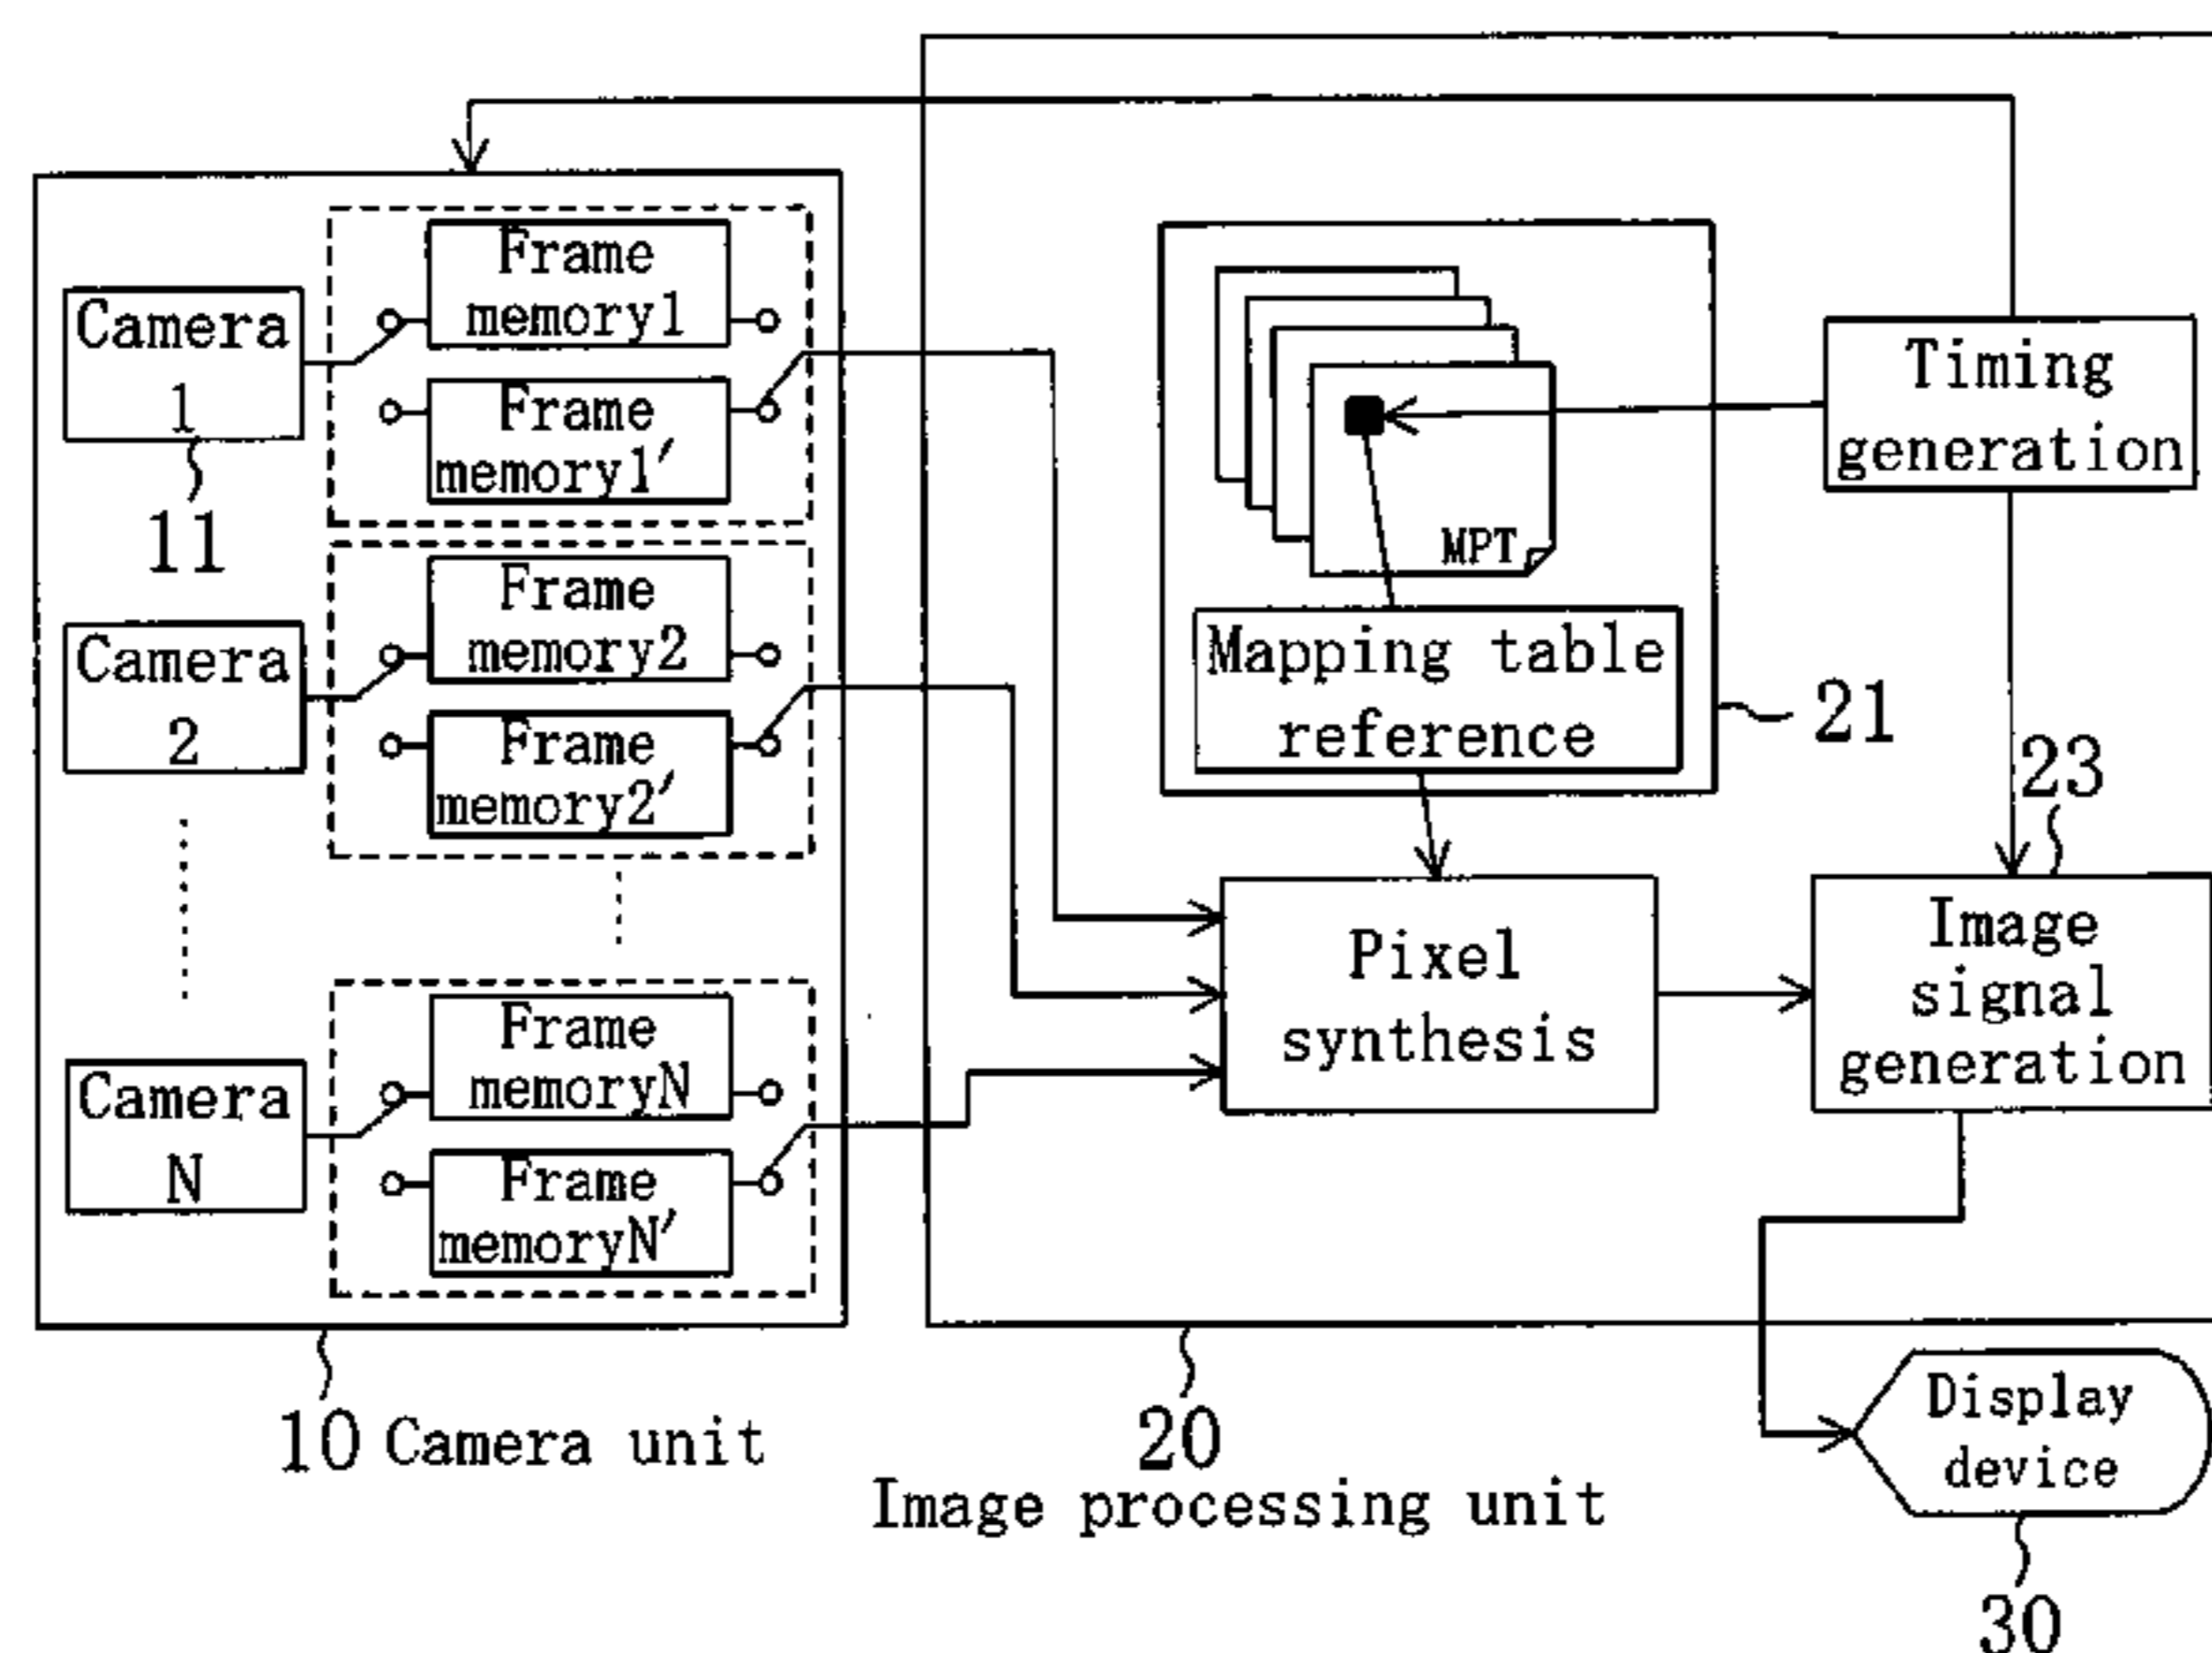 Camera
1
11
Frame
memory1
Frame
memory1'
Camera
2
Frame
memory2
Frame
memory2'
Camera
N
Frame
memoryN
Frame
memoryN'
10 Camera unit
MPT
Mapping table
reference
21
Timing
generation
23
Pixel
synthesis
Image
signal
generation
20
Image processing unit
Display
device
30